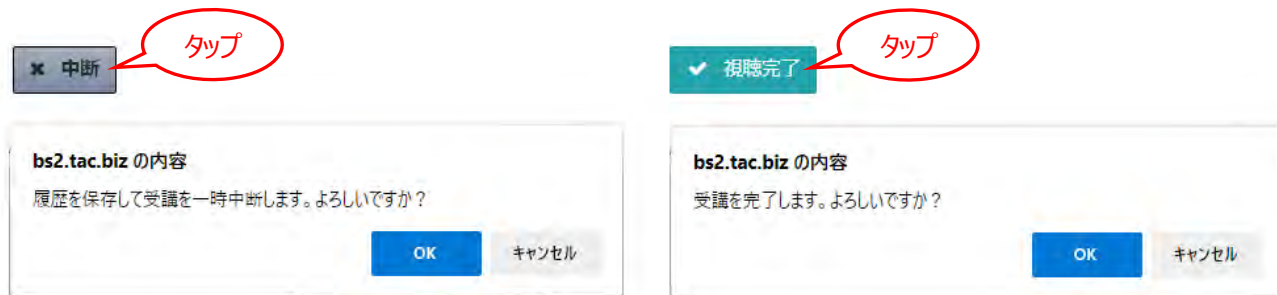 タップ
✖ 中断
bs2.tac.biz の内容
履歴を保存して受講を一時中断します。よろしいですか？
OK キャンセル
タップ
✔ 視聴完了
bs2.tac.biz の内容
受講を完了します。よろしいですか？
OK キャンセル